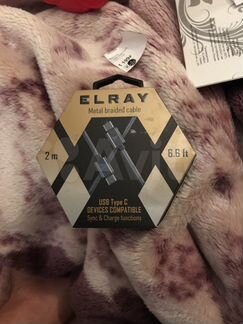 ELRAY
Metal braided cable
2 m
6.6 ft
USB Type C
DEVICES COMPATIBLE
Sync & Charge functions